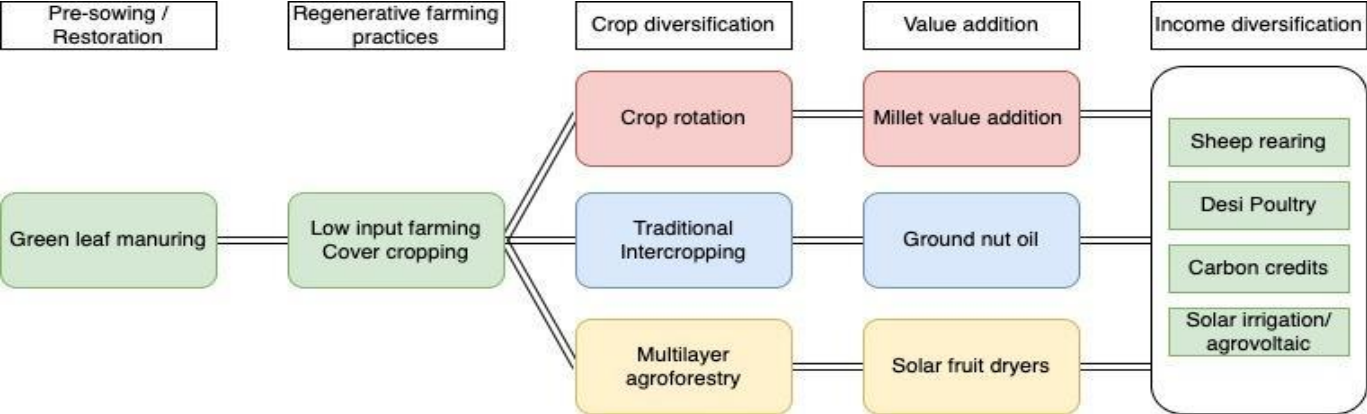 Pre-sowing /
Restoration
Regenerative farming
practices
Crop diversification
Value addition
Income diversification
Green leaf manuring
Low input farming
Cover cropping
Crop rotation
Millet value addition
Traditional
Intercropping
Ground nut oil
Multilayer
agroforestry
Solar fruit dryers
Sheep rearing
Desi Poultry
Carbon credits
Solar irrigation/
agrovoltaic